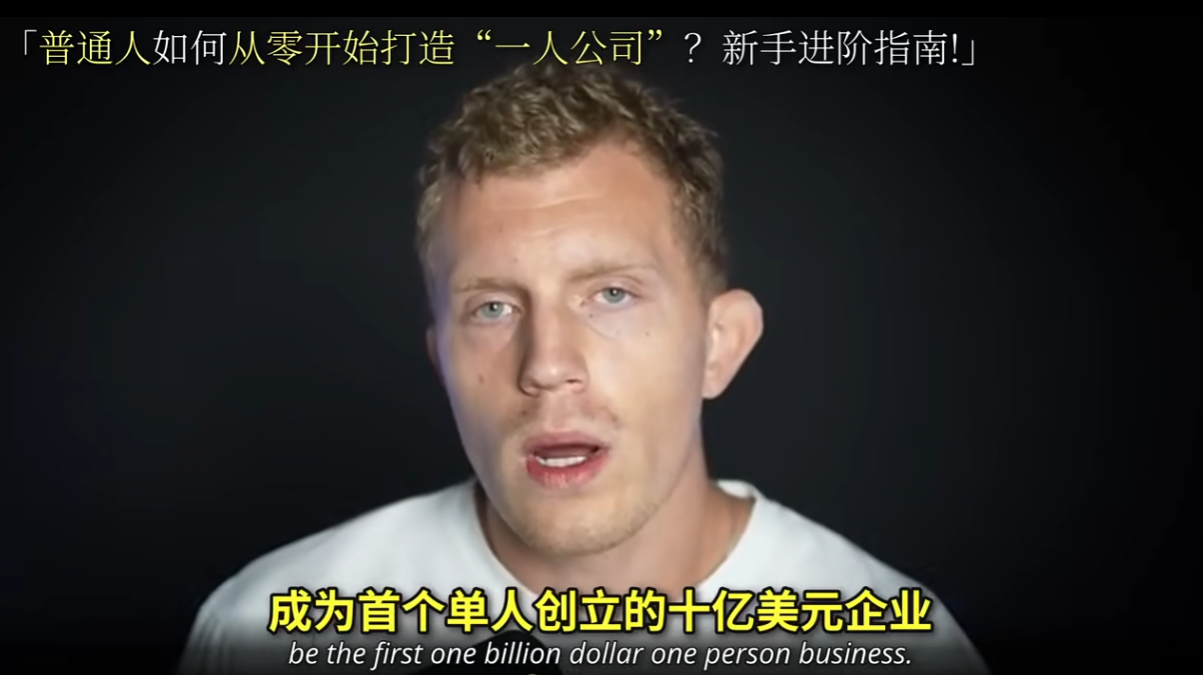 「普通人如何从零开始打造“一人公司”？新手进阶指南!」
成为首个单人创立的十亿美元企业
be the first one billion dollar one person business.